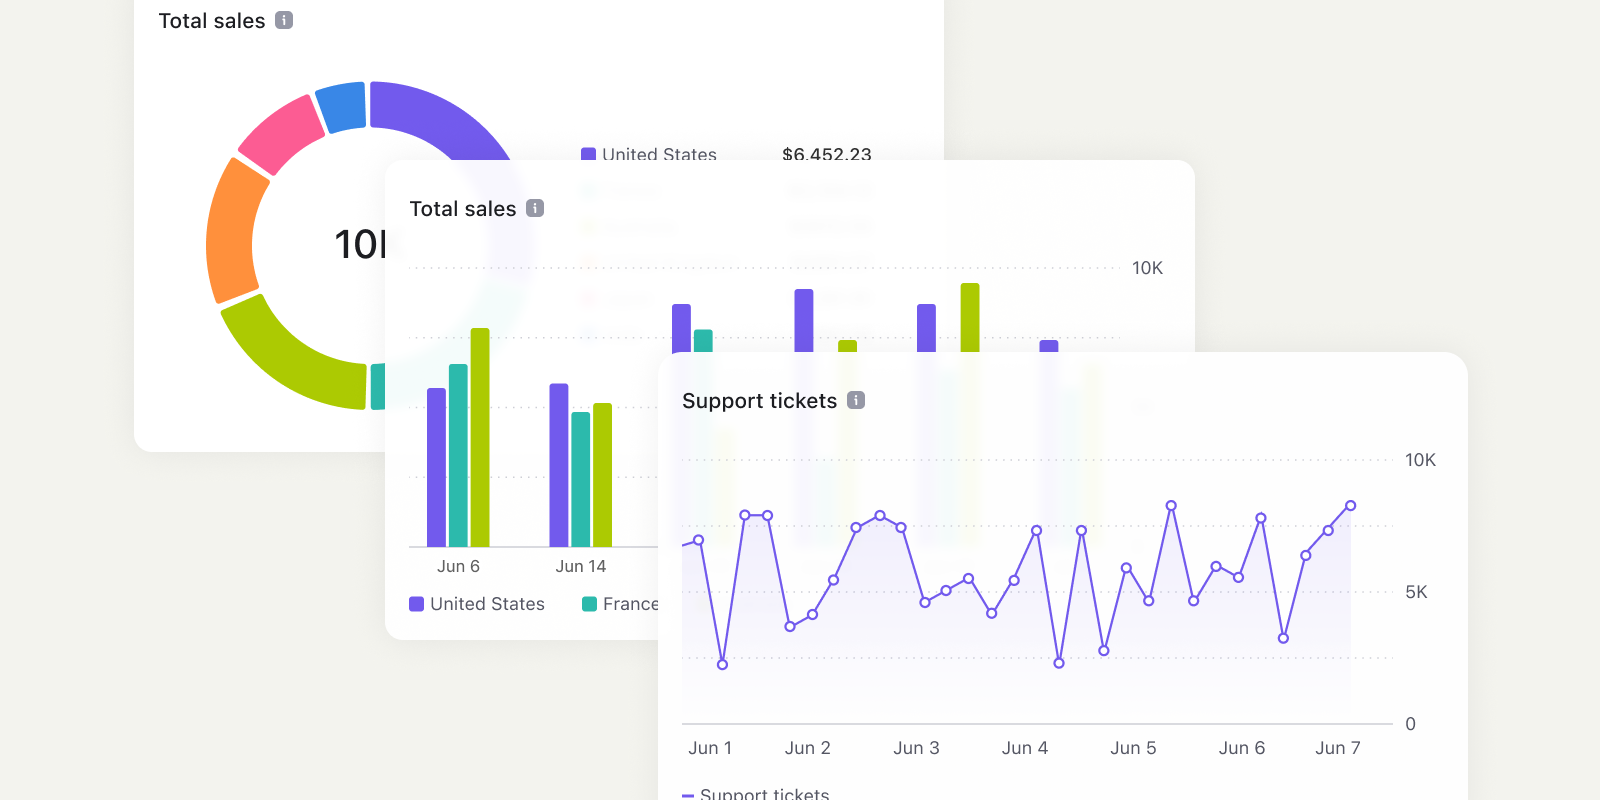 Total sales
United States $6,452.23
10
Total sales
10K
Jun 6 Jun 14
United States France
Support tickets
10K
5K
0
Jun 1 Jun 2 Jun 3 Jun 4 Jun 5 Jun 6 Jun 7
Support tickets